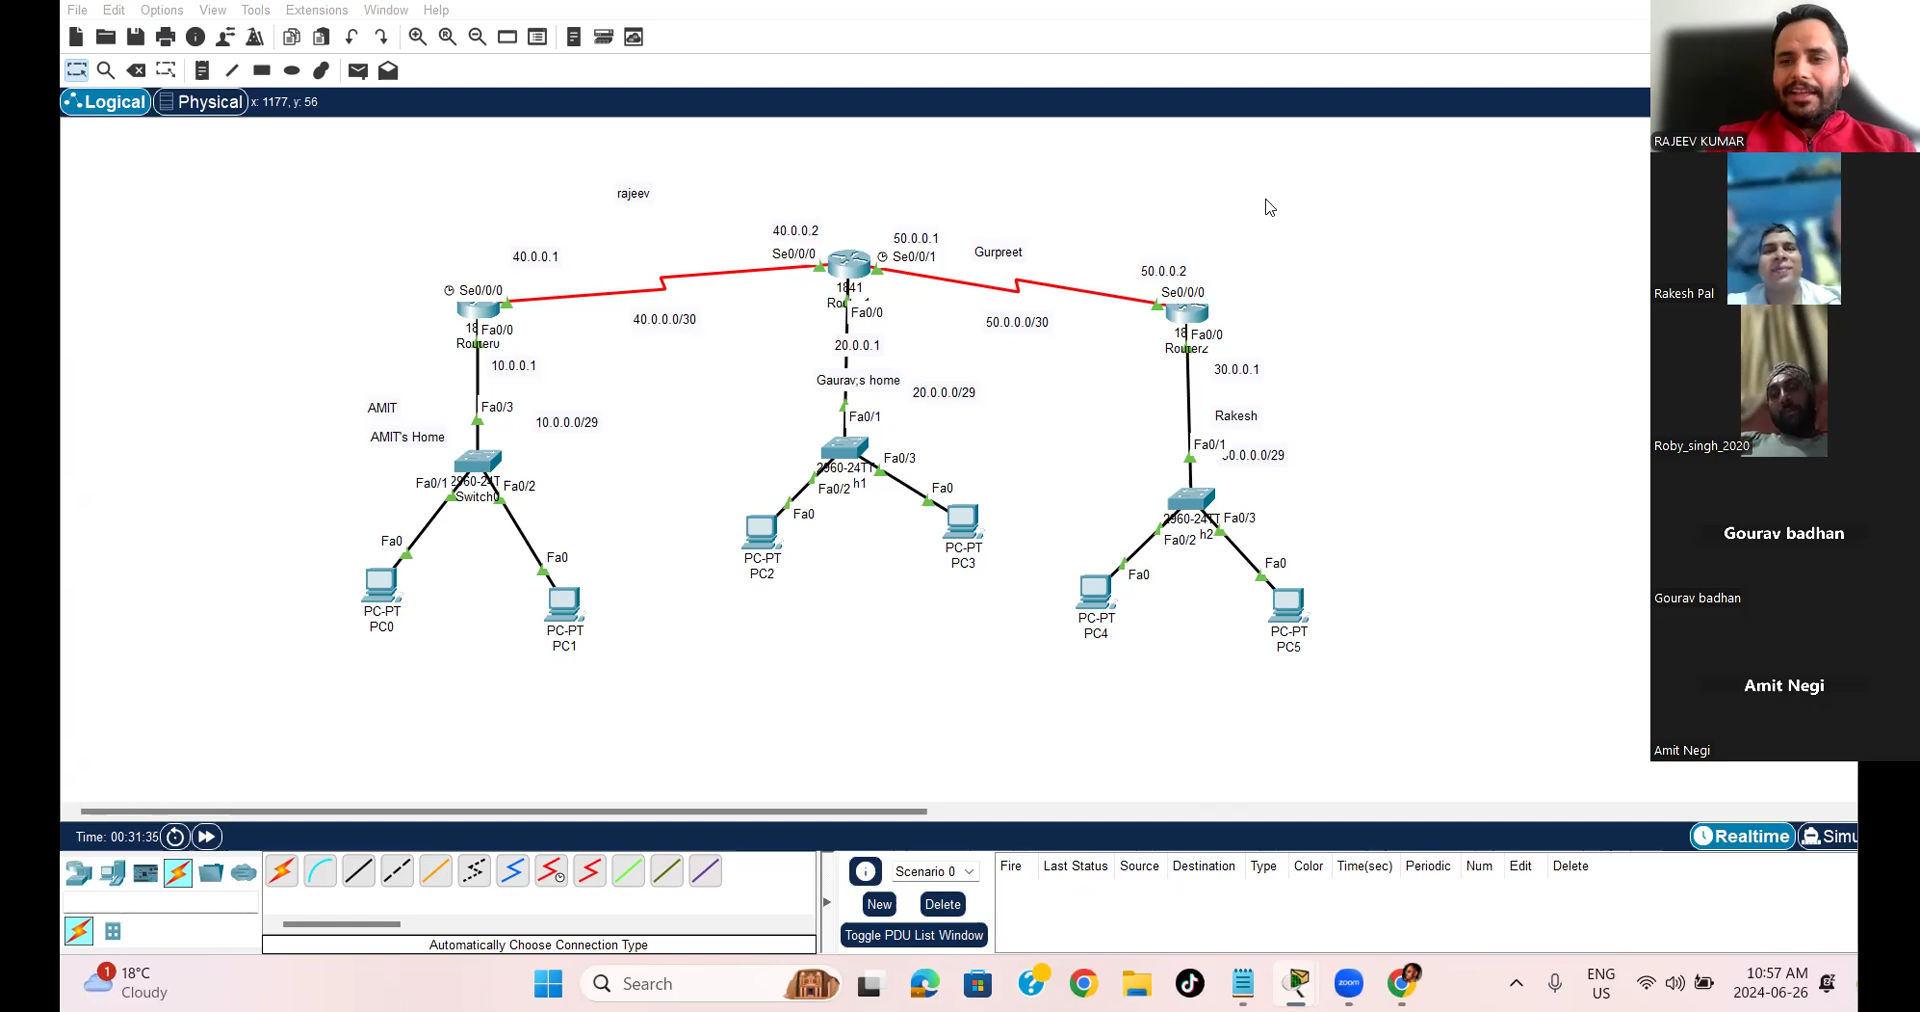 File Edit Options View Tools Extensions Window Help
Logical Physical x: 1177, y: 56
RAJEEV KUMAR
rajeev
40.0.0.2
50.0.0.1
Se0/0/0
Se0/0/1
Gurpreet
40.0.0.1
50.0.0.2
Se0/0/0
Se0/0/0
1841
Fa0/0
Fa0/0
Fa0/0
40.0.0.0/30
50.0.0.0/30
20.0.0.1
10.0.0.1
30.0.0.1
Gaurav;s home
20.0.0.0/29
AMIT
Fa0/3
Fa0/1
Rakesh
10.0.0.0/29
AMIT's Home
Fa0/1
Fa0/3
Fa0/1
Fa0/2
Fa0/2
Fa0
Fa0
Fa0/3
Fa0/2
Fa0
Fa0
Fa0
Fa0
PC-PT
PC0
PC-PT
PC1
PC-PT
PC2
PC-PT
PC3
PC-PT
PC4
PC-PT
PC5
Rakesh Pal
Roby_singh_2020
Gourav badhan
Gourav badhan
Amit Negi
Amit Negi
Time: 00:31:35
Realtime
Scenario 0
New Delete
Toggle PDU List Window
Fire Last Status Source Destination Type Color Time(sec) Periodic Num Edit Delete
Automatically Choose Connection Type
1
18°C
Cloudy
Search
zoom
ENG
US
10:57 AM
2024-06-26